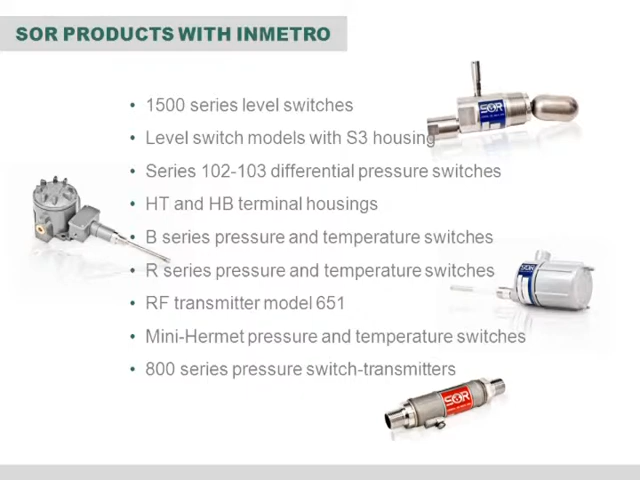 SOR PRODUCTS WITH INMETRO
• 1500 series level switches
• Level switch models with S3 housing
• Series 102-103 differential pressure switches
• HT and HB terminal housings
• B series pressure and temperature switches
• R series pressure and temperature switches
• RF transmitter model 651
• Mini-Hermet pressure and temperature switches
• 800 series pressure switch-transmitters
SOR
SOR